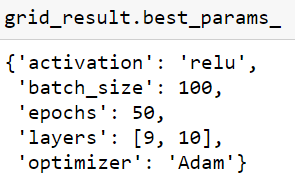 grid_result.best_params_
{'activation': 'relu',
 'batch_size': 100,
 'epochs': 50,
 'layers': [9, 10],
 'optimizer': 'Adam'}